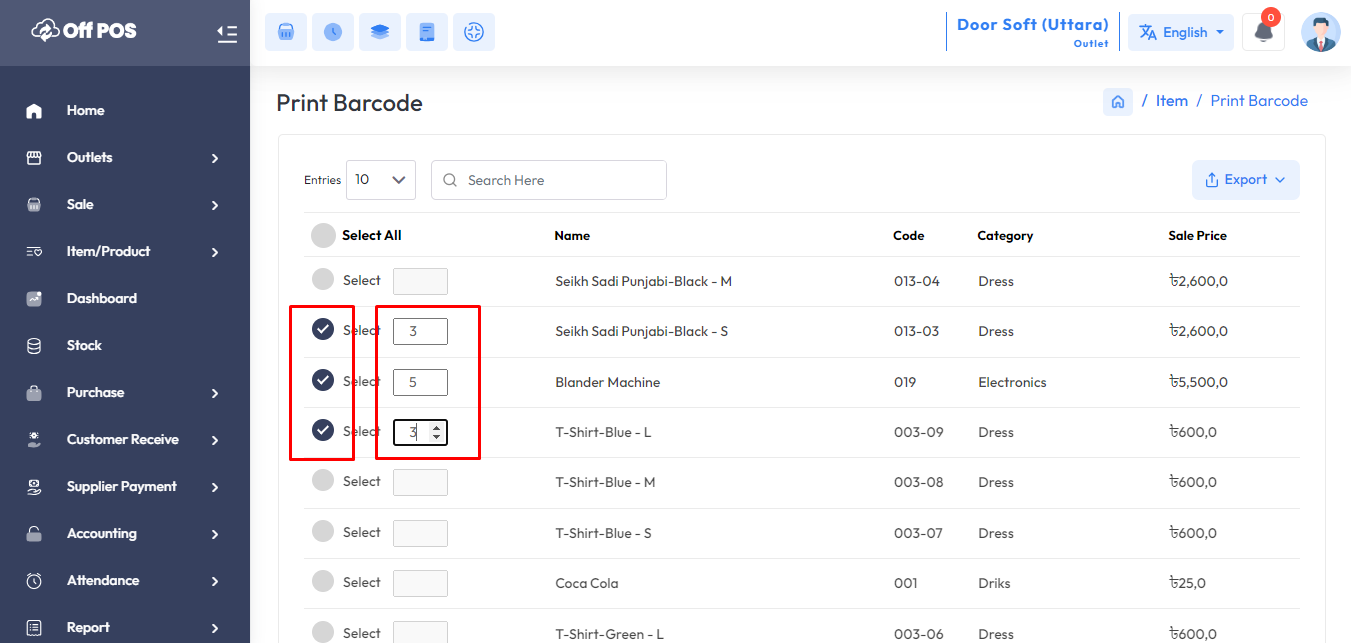 Off POS
Door Soft (Uttara)
Outlet
English
0
Home
Outlets
Sale
Item/Product
Dashboard
Stock
Purchase
Customer Receive
Supplier Payment
Accounting
Attendance
Report
Print Barcode
/ Item / Print Barcode
Entries 10 Search Here Export
Select All Name Code Category Sale Price
Select Seikh Sadi Punjabi-Black - M 013-04 Dress ৳2,600,0
Select 3 Seikh Sadi Punjabi-Black - S 013-03 Dress ৳2,600,0
Select 5 Blander Machine 019 Electronics ৳5,500,0
Select 3 T-Shirt-Blue - L 003-09 Dress ৳600,0
Select T-Shirt-Blue - M 003-08 Dress ৳600,0
Select T-Shirt-Blue - S 003-07 Dress ৳600,0
Select Coca Cola 001 Driks ৳25,0
Select T-Shirt-Green - L 003-06 Dress ৳600,0